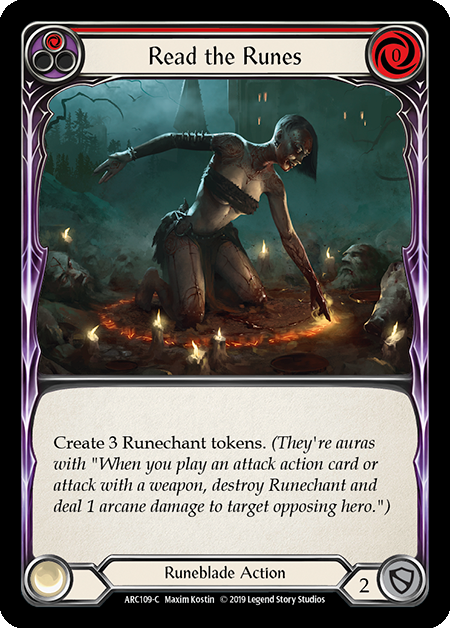 Read the Runes
0
Create 3 Runechant tokens. (They're auras
with "When you play an attack action card or
attack with a weapon, destroy Runechant and
deal 1 arcane damage to target opposing hero.")
Runeblade Action
2
ARC109-C Maxim Kostin © 2019 Legend Story Studios